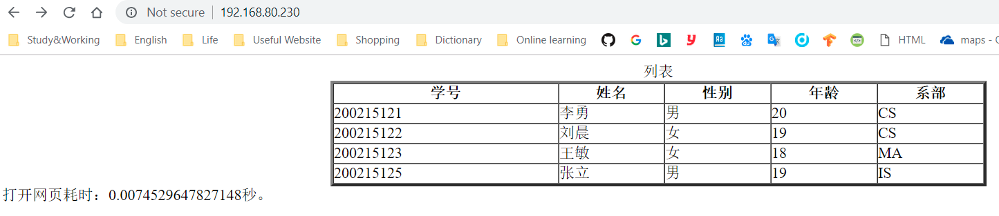 Not secure 192.168.80.230
Study&Working English Life Useful Website Shopping Dictionary Online learning HTML maps - G
列表
学号 姓名 性别 年龄 系部
200215121 李勇 男 20 CS
200215122 刘晨 女 19 CS
200215123 王敏 女 18 MA
200215125 张立 男 19 IS
打开网页耗时：0.0074529647827148秒。